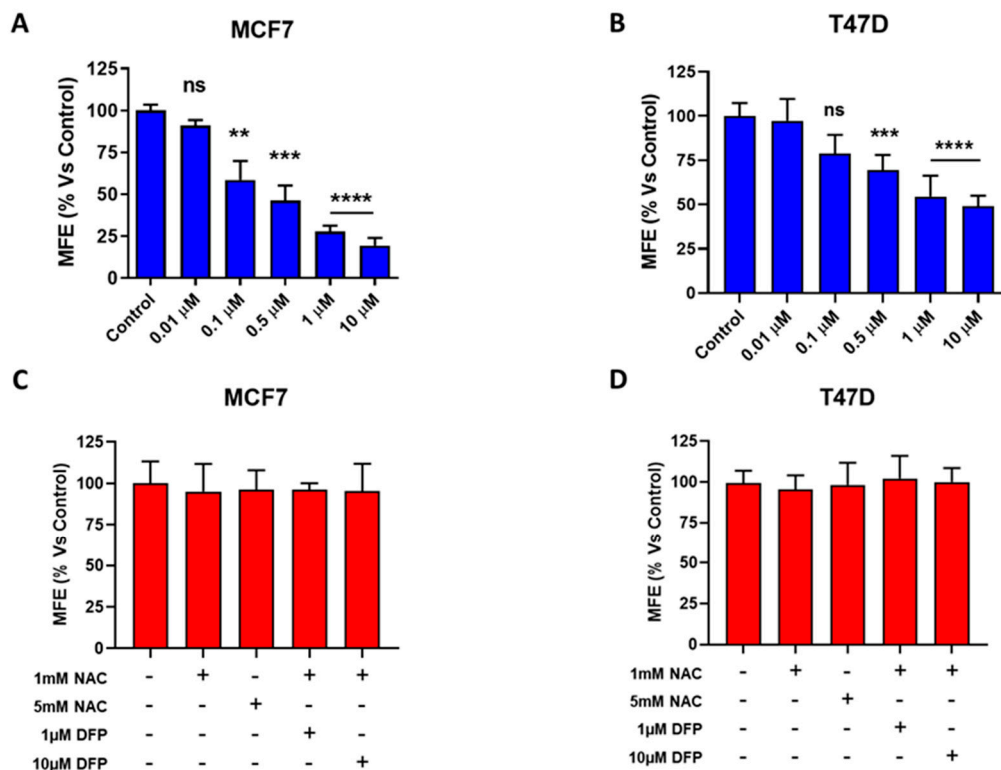 A
MCF7
MFE (% Vs Control)
125
100
75
50
25
0
ns
**
***
****
Control
0.01 µM
0.1 µM
0.5 µM
1 µM
10 µM
B
T47D
MFE (% Vs Control)
125
100
75
50
25
0
ns
***
****
Control
0.01 µM
0.1 µM
0.5 µM
1 µM
10 µM
C
MCF7
MFE (% Vs Control)
125
100
75
50
25
0
1mM NAC - + - + +
5mM NAC - - + - -
1µM DFP - - - + -
10µM DFP - - - - +
D
T47D
MFE (% Vs Control)
125
100
75
50
25
0
1mM NAC - + - + +
5mM NAC - - + - -
1µM DFP - - - + -
10µM DFP - - - - +